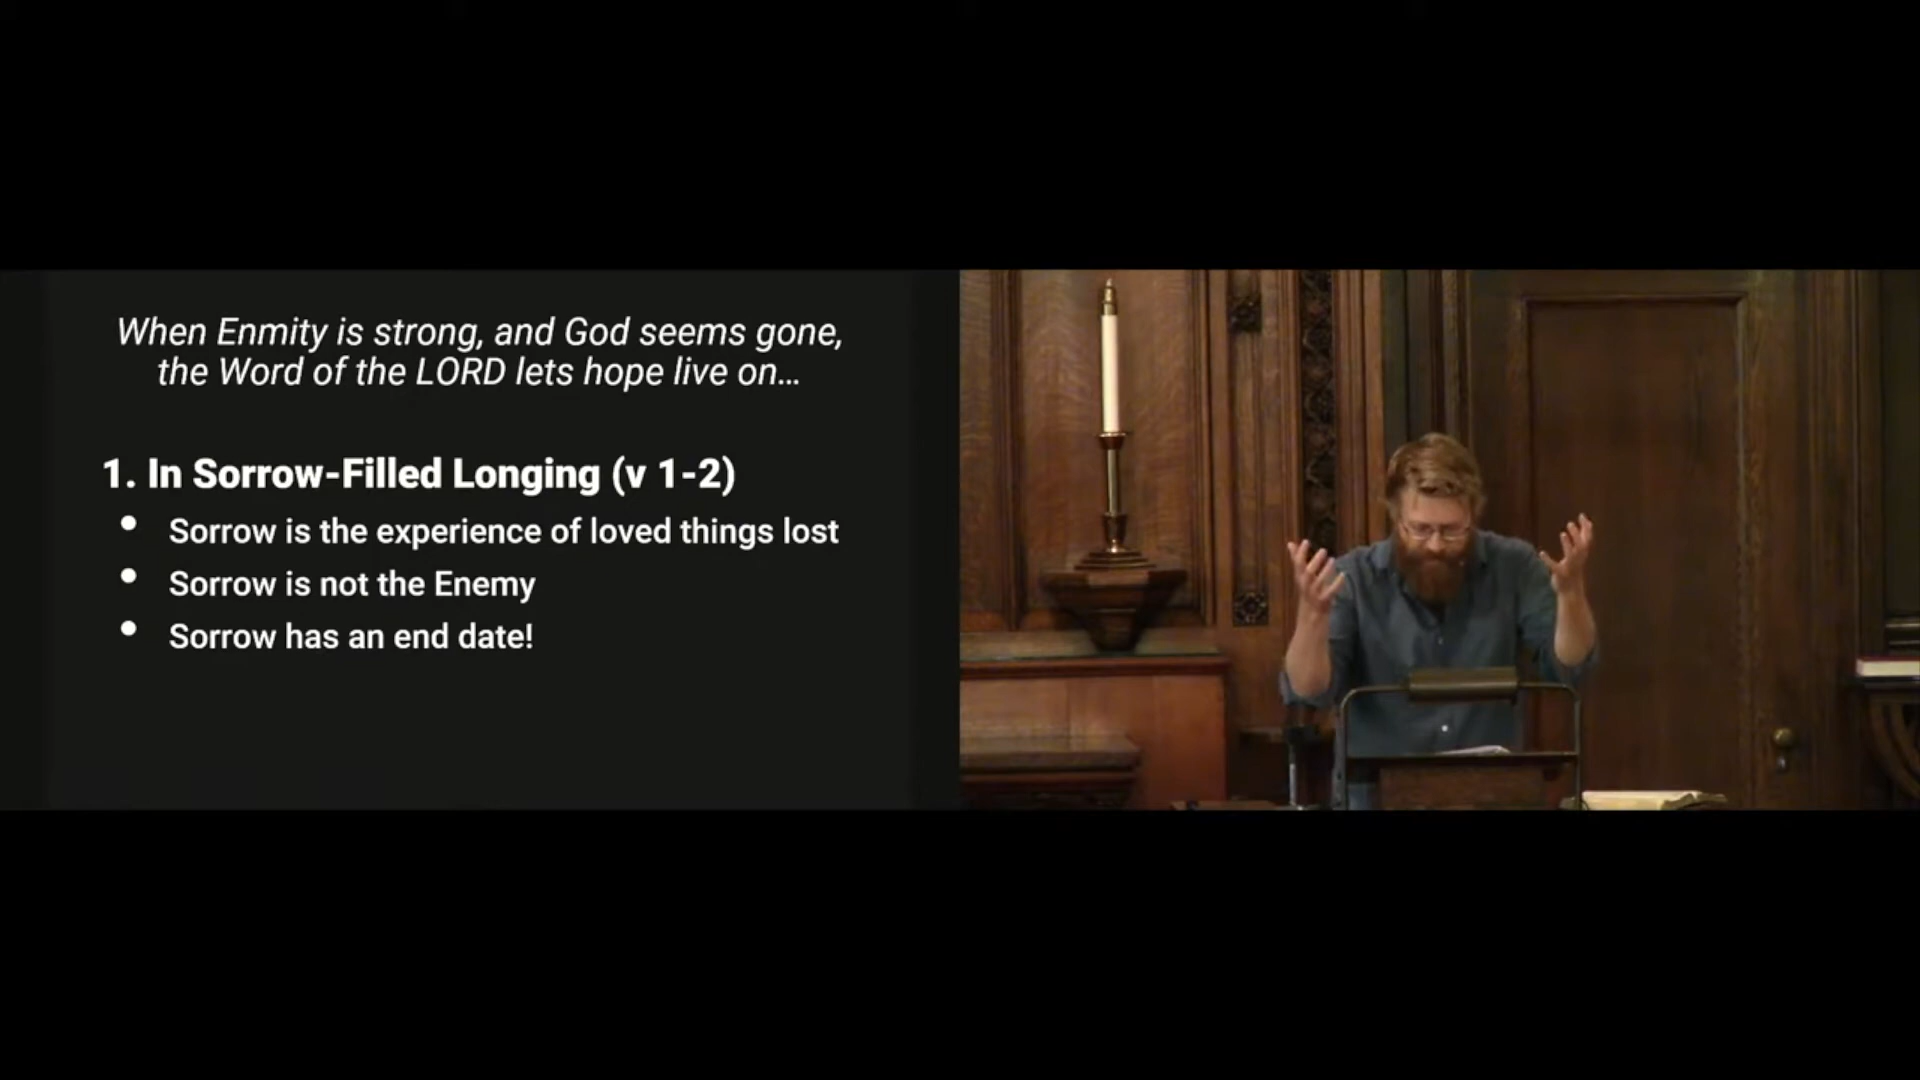 When Enmity is strong, and God seems gone,
the Word of the LORD lets hope live on...
1. In Sorrow-Filled Longing (v 1-2)
• Sorrow is the experience of loved things lost
• Sorrow is not the Enemy
• Sorrow has an end date!